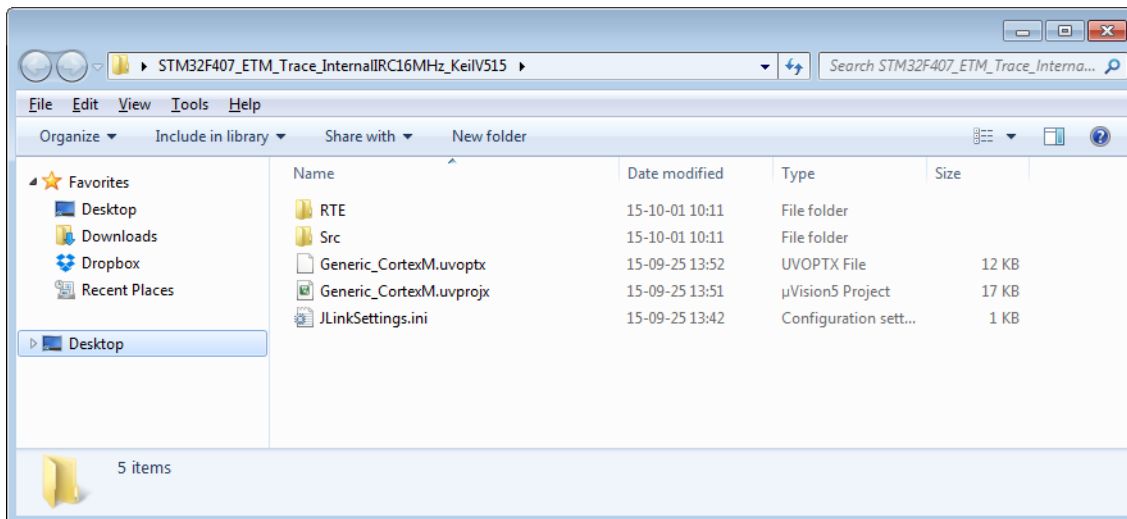 STM32F407_ETM_Trace_InternalIRC16MHz_KeilV515
Search STM32F407_ETM_Trace_Interna...
File Edit View Tools Help
Organize Include in library Share with New folder
Name Date modified Type Size
Favorites
Desktop
Downloads
Dropbox
Recent Places
Desktop
RTE 15-10-01 10:11 File folder
Src 15-10-01 10:11 File folder
Generic_CortexM.uvoptx 15-09-25 13:52 UVOPTX File 12 KB
Generic_CortexM.uvprojx 15-09-25 13:51 µVision5 Project 17 KB
JLinkSettings.ini 15-09-25 13:42 Configuration sett... 1 KB
5 items